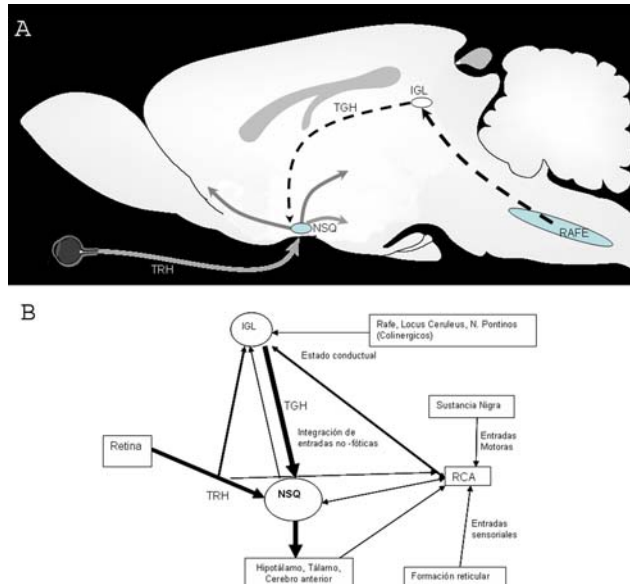 A
IGL
TGH
NSQ
RAFE
TRH
B
IGL
Rafe, Locus Ceruleus, N. Pontinos
(Colinergicos)
Estado conductual
TGH
Sustancia Nigra
Integración de
entradas no -fóticas
Entradas
Motoras
Retina
RCA
TRH
NSQ
Entradas
sensoriales
Hipotálamo, Tálamo,
Cerebro anterior
Formación reticular